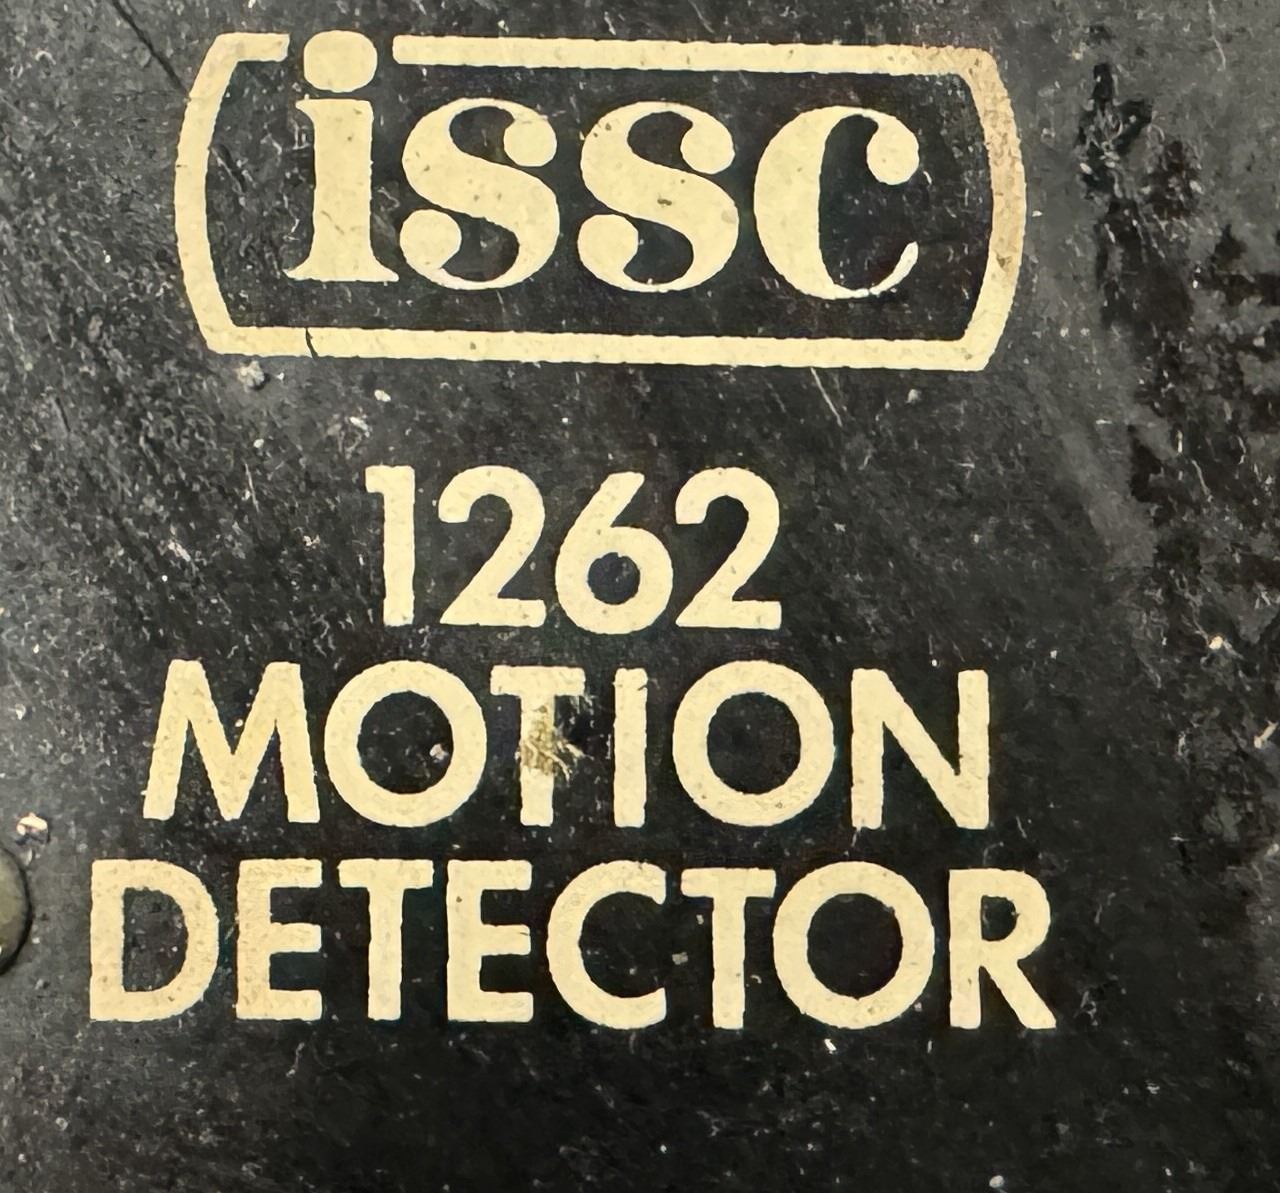 issc
1262
MOTION
DETECTOR